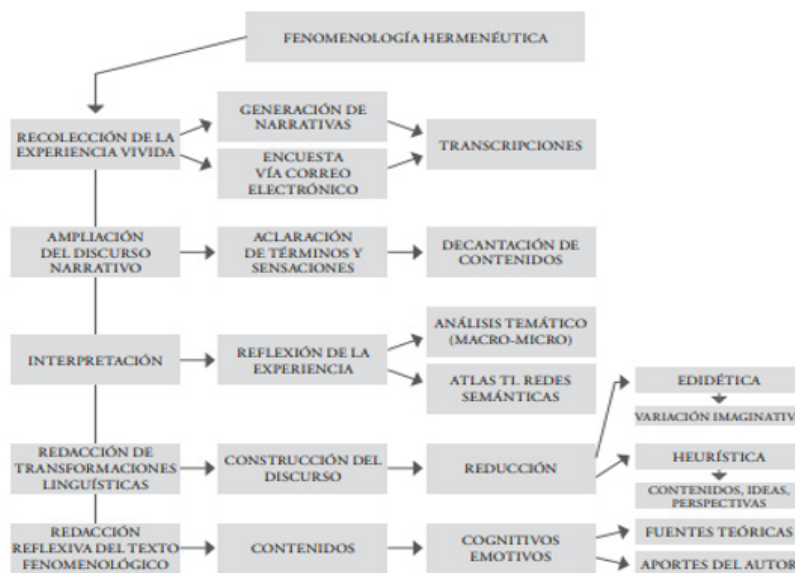 FENOMENOLOGÍA HERMENÉUTICA
RECOLECCIÓN DE LA
EXPERIENCIA VIVIDA
GENERACIÓN DE
NARRATIVAS
ENCUESTA
VÍA CORREO
ELECTRÓNICO
TRANSCRIPCIONES
AMPLIACIÓN
DEL DISCURSO
NARRATIVO
ACLARACIÓN
DE TÉRMINOS Y
SENSACIONES
DECANTACIÓN DE
CONTENIDOS
INTERPRETACIÓN
REFLEXIÓN DE LA
EXPERIENCIA
ANÁLISIS TEMÁTICO
(MACRO-MICRO)
ATLAS TI. REDES
SEMÁNTICAS
REDACCIÓN DE
TRANSFORMACIONES
LINGUÍSTICAS
CONSTRUCCIÓN DEL
DISCURSO
REDUCCIÓN
EDIDÉTICA
VARIACIÓN IMAGINATIV
HEURÍSTICA
CONTENIDOS, IDEAS,
PERSPECTIVAS
REDACCIÓN
REFLEXIVA DEL TEXTO
FENOMENOLÓGICO
CONTENIDOS
COGNITIVOS
EMOTIVOS
FUENTES TEÓRICAS
APORTES DEL AUTOR